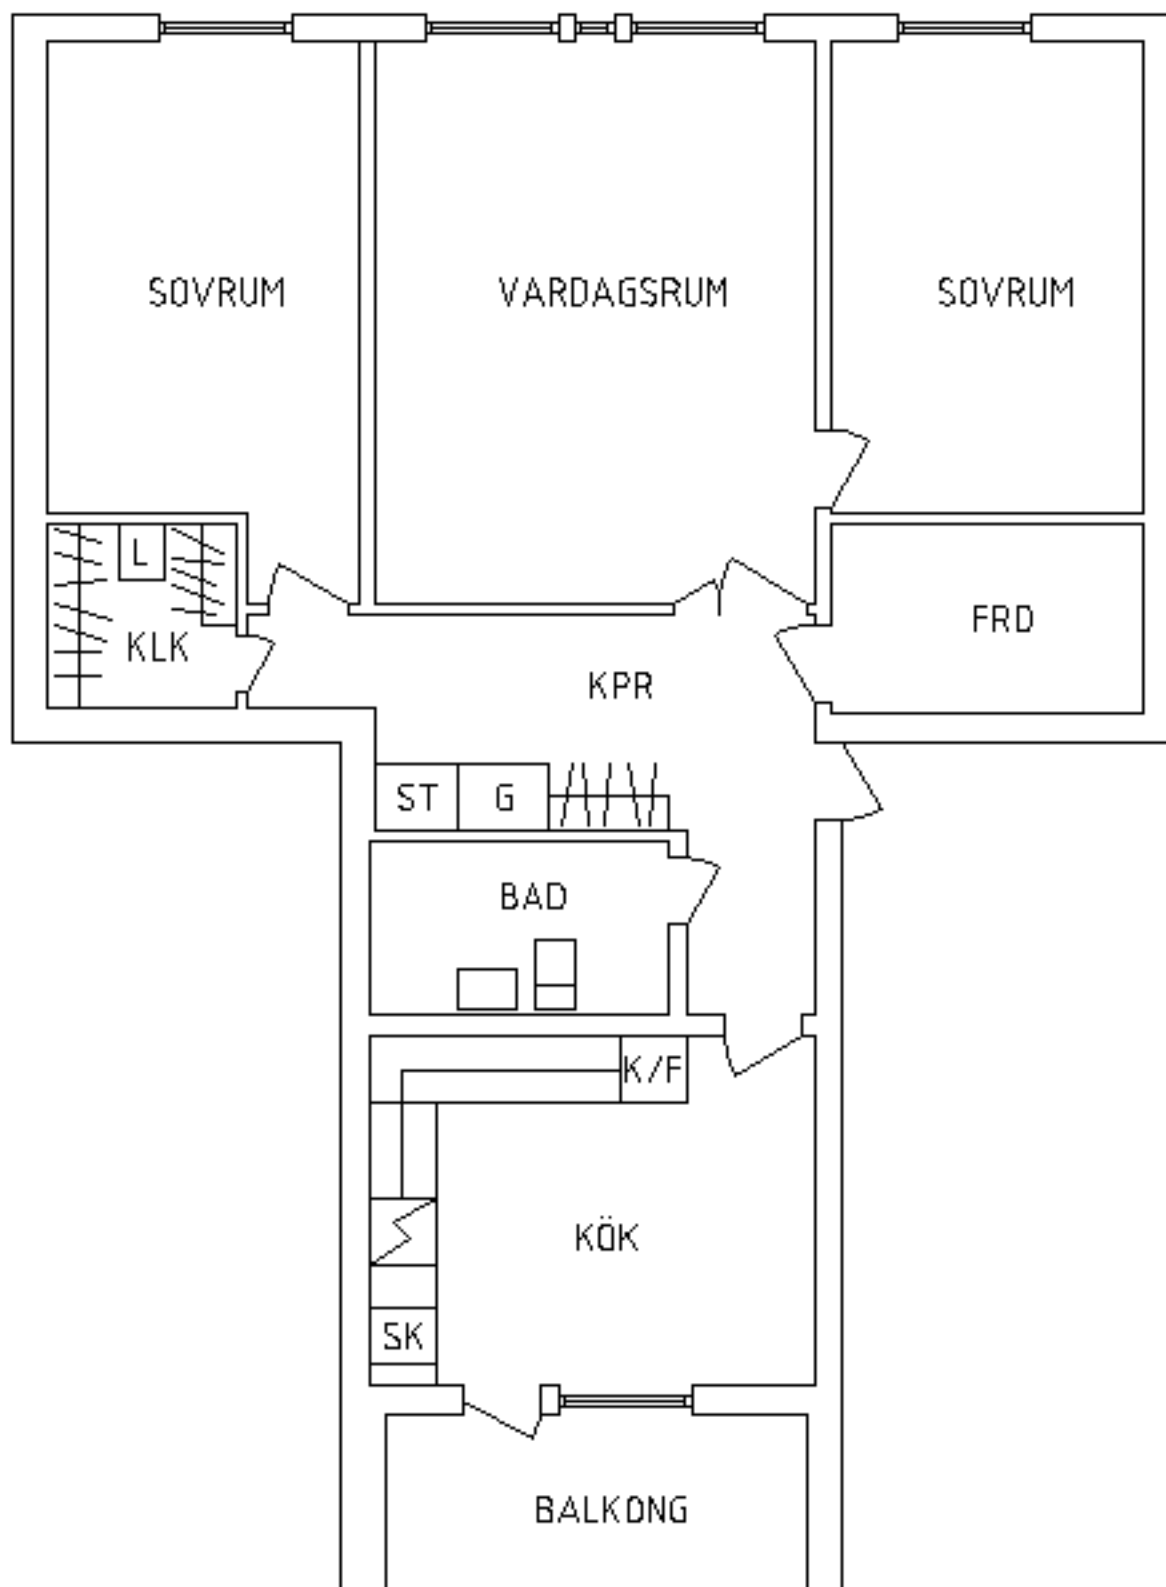 SOVRUM
VARDAGSRUM
SOVRUM
L
KLK
FRD
KPR
ST
G
BAD
K/F
KÖK
SK
BALKONG